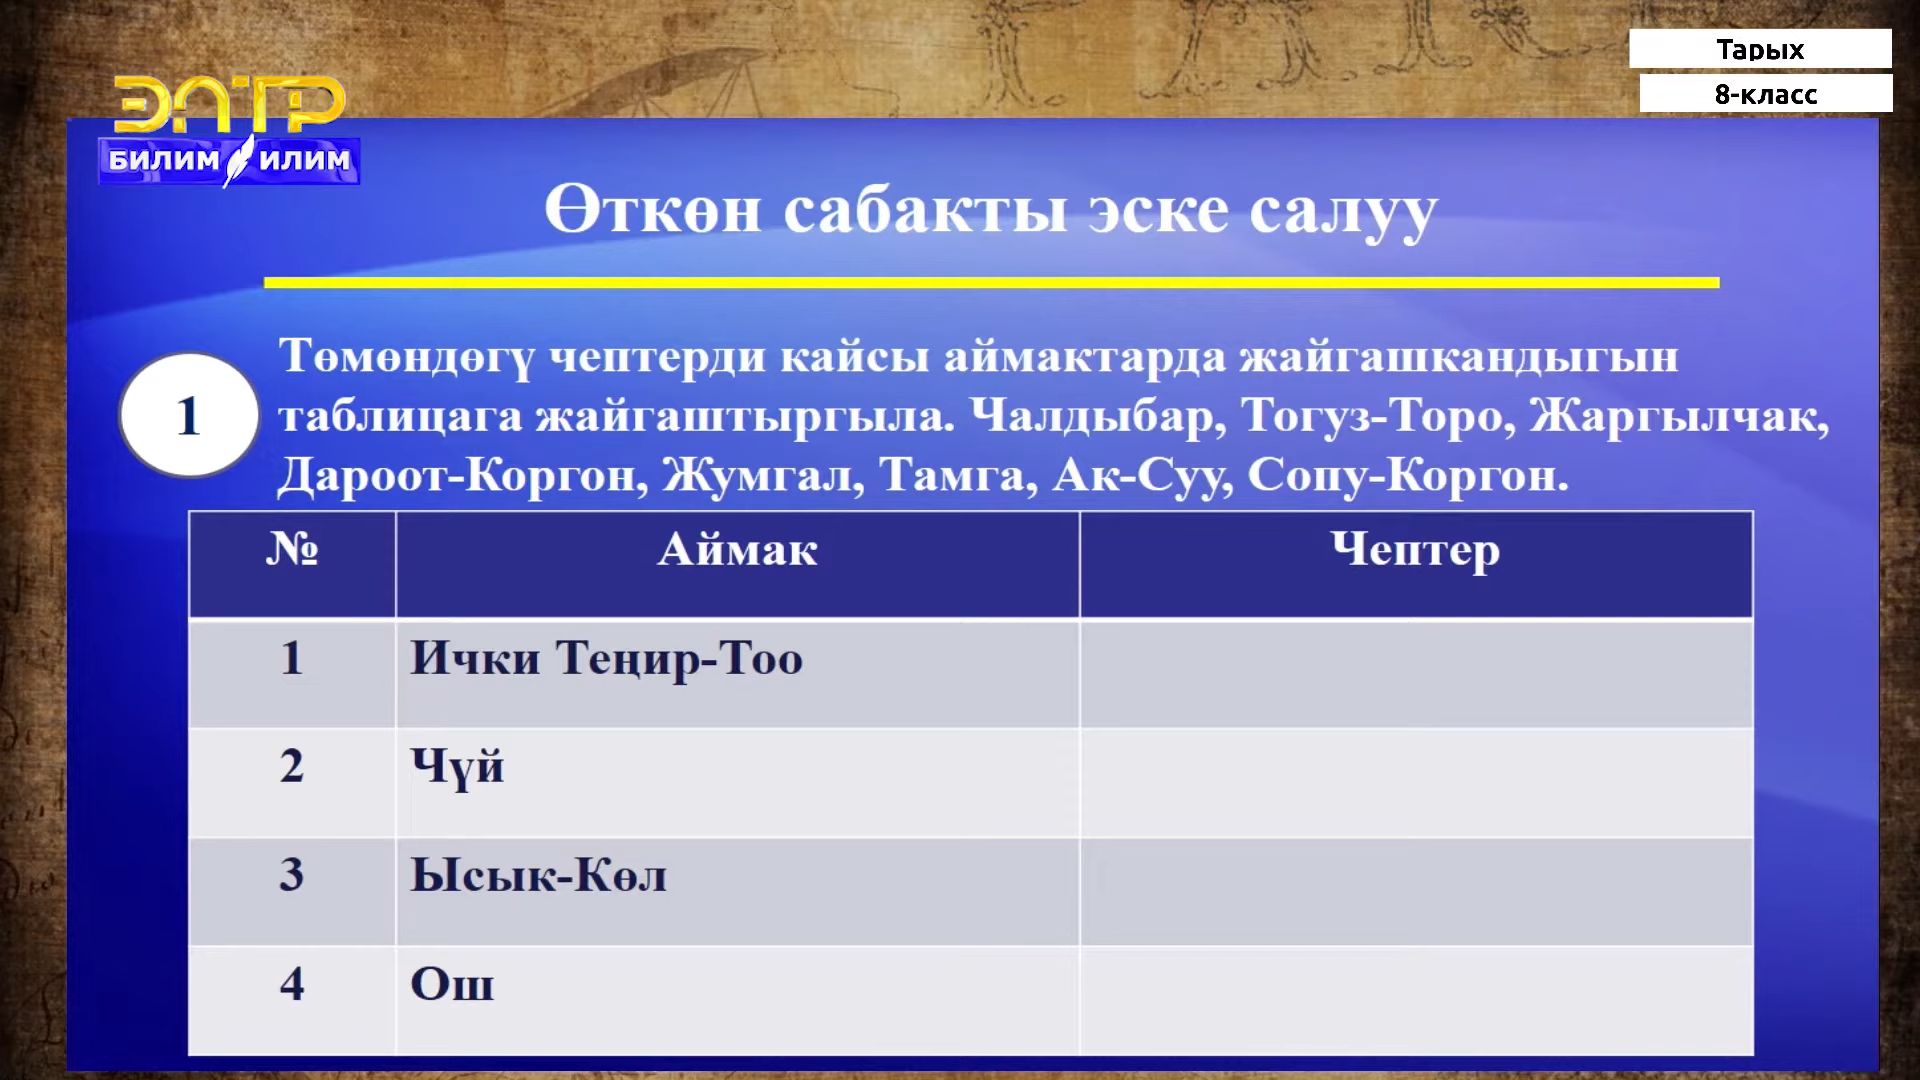 Тарых
8-класс
ЭЛТР
БИЛИМ ИЛИМ
Өткөн сабакты эске салуу
1
Төмөндөгү чептерди кайсы аймактарда жайгашкандыгын
таблицага жайгаштыргыла. Чалдыбар, Тогуз-Торо, Жаргылчак,
Дароот-Коргон, Жумгал, Тамга, Ак-Суу, Сопу-Коргон.
№ Аймак Чептер
1 Ички Теңир-Тоо
2 Чүй
3 Ысык-Көл
4 Ош